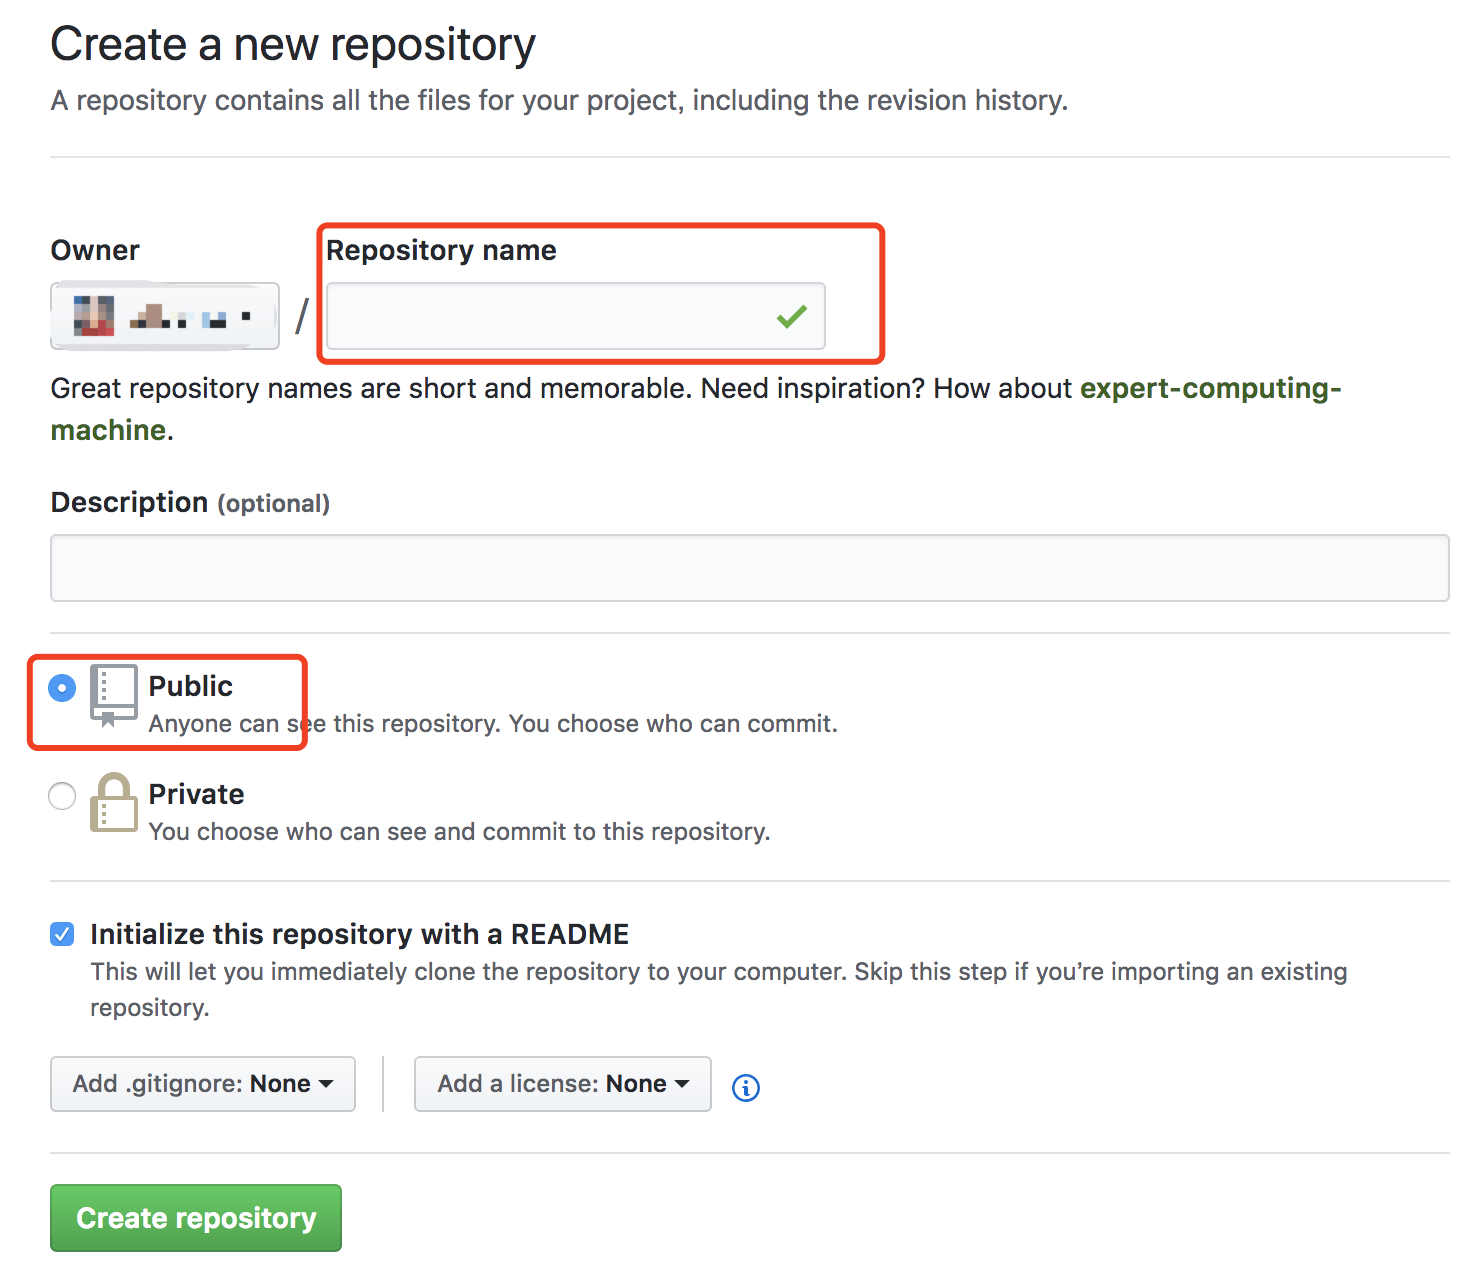 Create a new repository
A repository contains all the files for your project, including the revision history.
Owner
Repository name
/
Great repository names are short and memorable. Need inspiration? How about expert-computing-
machine.
Description (optional)
Public
Anyone can see this repository. You choose who can commit.
Private
You choose who can see and commit to this repository.
Initialize this repository with a README
This will let you immediately clone the repository to your computer. Skip this step if you’re importing an existing
repository.
Add .gitignore: None
Add a license: None
Create repository